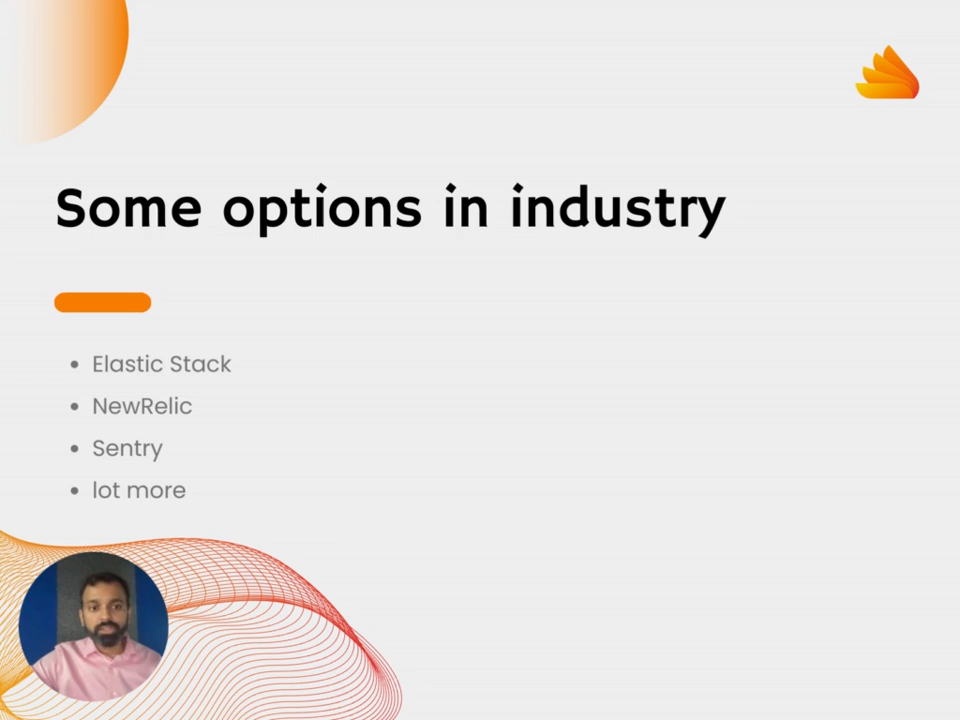 Some options in industry
• Elastic Stack
• NewRelic
• Sentry
• lot more